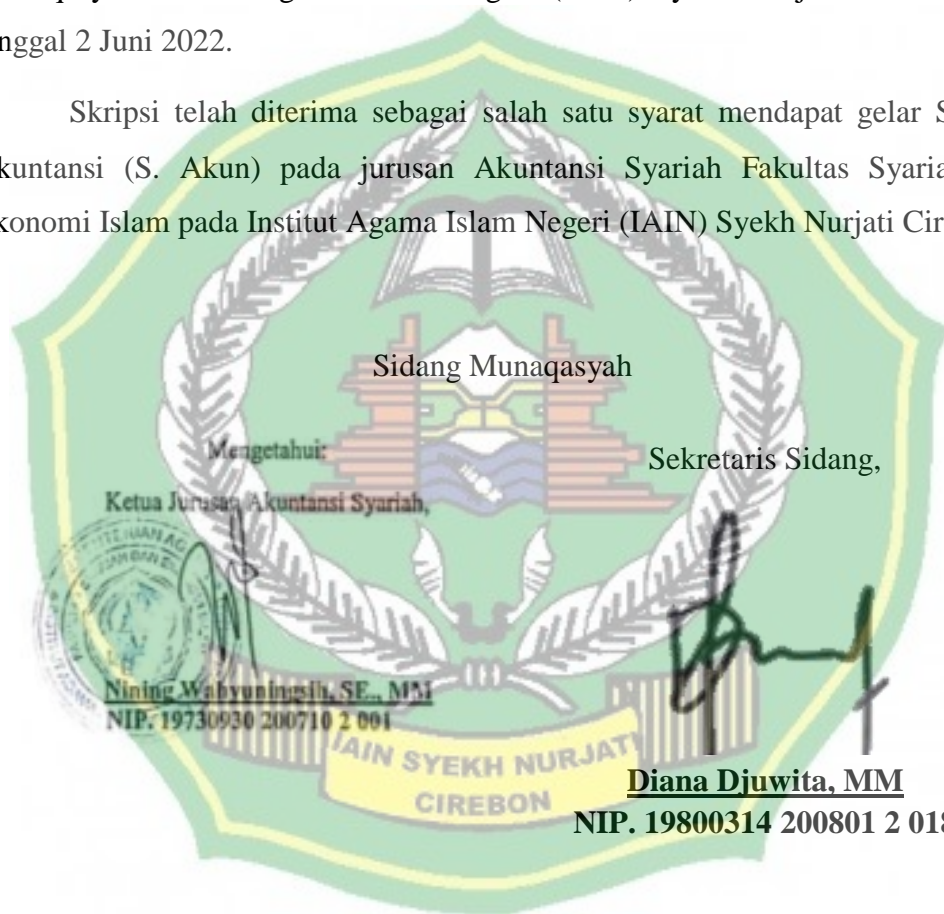 nggal 2 Juni 2022.
Skripsi telah diterima sebagai salah satu syarat mendapat gelar S
kuntansi (S. Akun) pada jurusan Akuntansi Syariah Fakultas Syaria
konomi Islam pada Institut Agama Islam Negeri (IAIN) Syekh Nurjati Cir
Sidang Munaqasyah
Mengetahui:
Ketua Jurusan Akuntansi Syariah,
Nining Wahyuningsih, SE., MM
NIP. 19730930 200710 2 001
Sekretaris Sidang,
Diana Djuwita, MM
NIP. 19800314 200801 2 018
IAIN SYEKH NURJATI
CIREBON